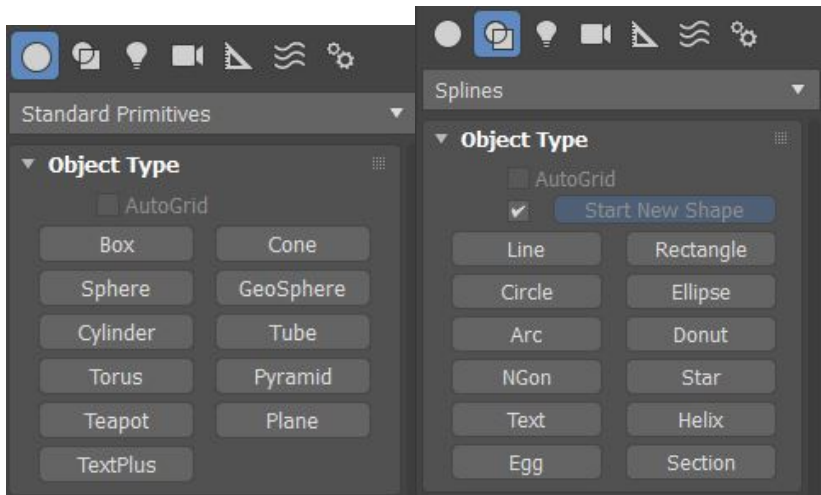 Standard Primitives
Object Type
AutoGrid
Box Cone
Sphere GeoSphere
Cylinder Tube
Torus Pyramid
Teapot Plane
TextPlus
Splines
Object Type
AutoGrid
Start New Shape
Line Rectangle
Circle Ellipse
Arc Donut
NGon Star
Text Helix
Egg Section